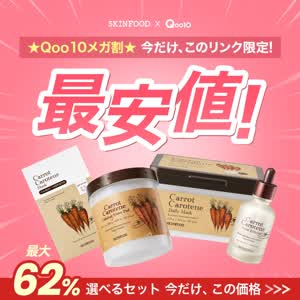 SKINFOOD X Qoo10
★Qoo10メガ割★ 今だけ、このリンク限定!
最安値!
Carrot
Carotene
Carrot
Carotene
Carrot
Carotene
Daily Mask
Carrot
Carotene
SKINFOOD
最大
62% 選べるセット 今だけ、この価格 >>>